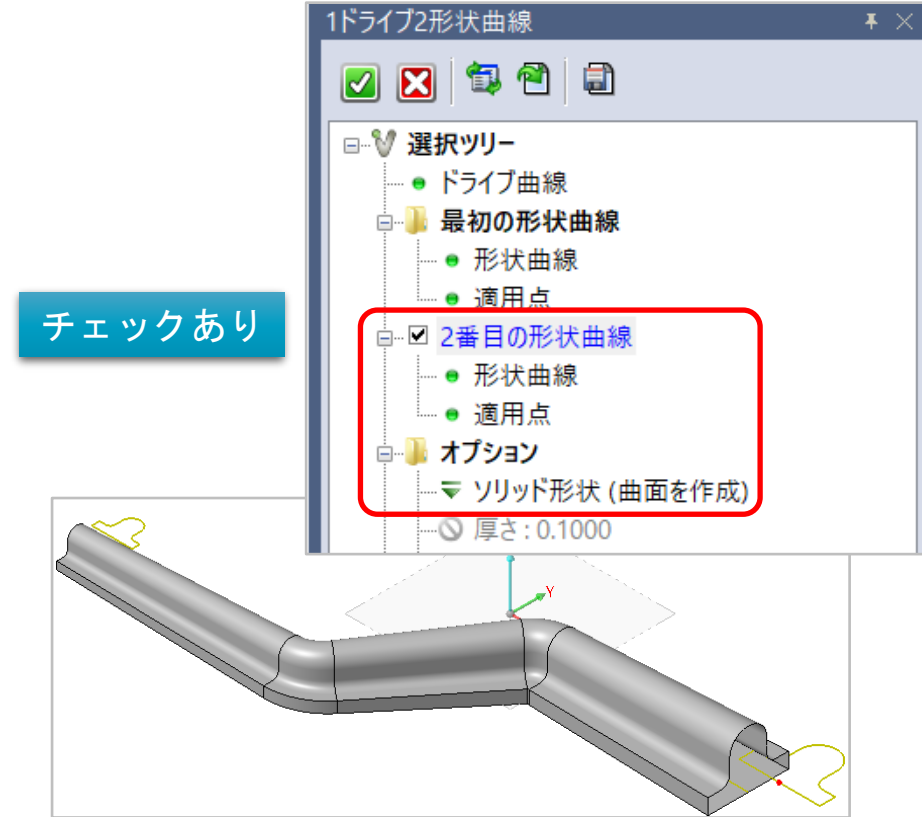 1ドライブ2形状曲線
選択ツリー
ドライブ曲線
最初の形状曲線
形状曲線
適用点
チェックあり
2番目の形状曲線
形状曲線
適用点
オプション
ソリッド形状 (曲面を作成)
厚さ : 0.1000
Y